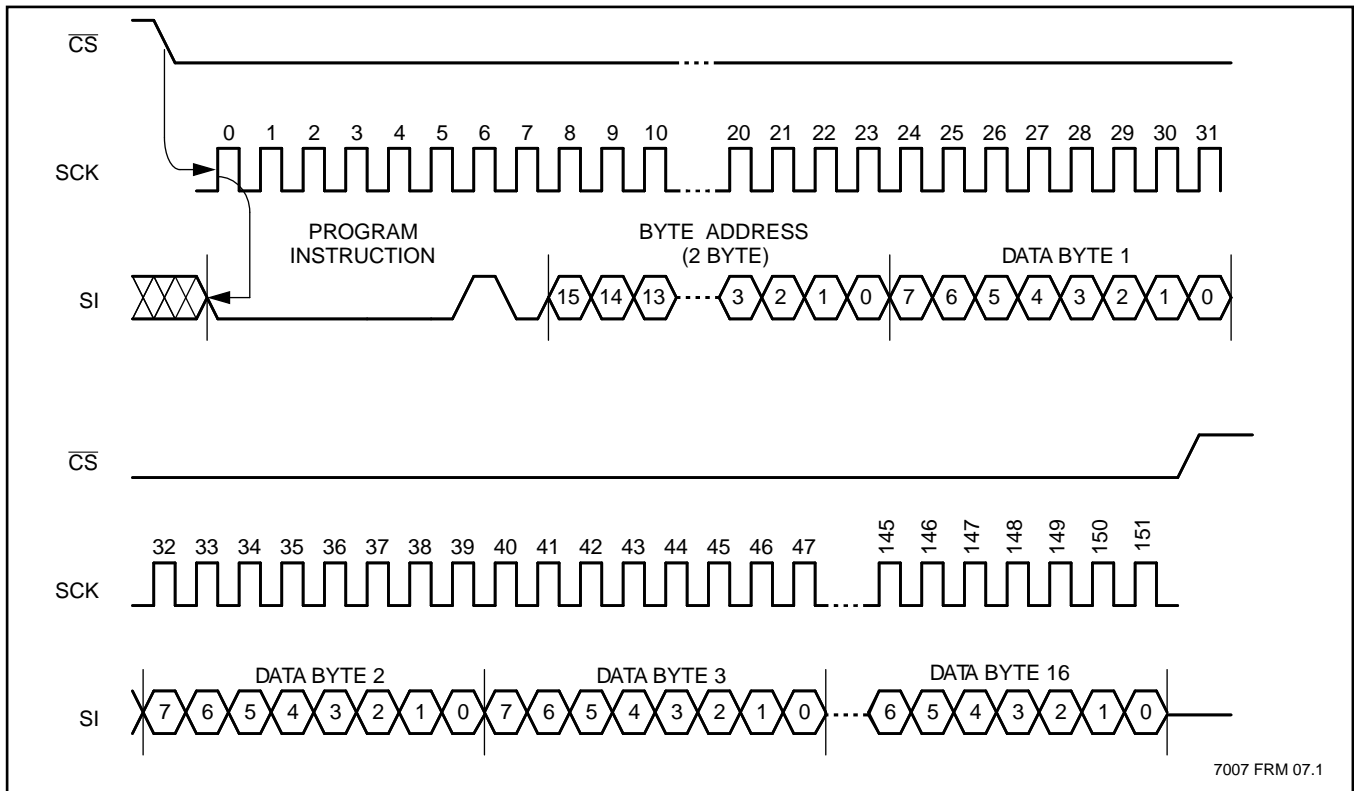 CS
0 1 2 3 4 5 6 7 8 9 10 20 21 22 23 24 25 26 27 28 29 30 31
SCK
PROGRAM
INSTRUCTION
BYTE ADDRESS
(2 BYTE)
DATA BYTE 1
SI
15 14 13 3 2 1 0 7 6 5 4 3 2 1 0
CS
32 33 34 35 36 37 38 39 40 41 42 43 44 45 46 47 145 146 147 148 149 150 151
SCK
DATA BYTE 2 DATA BYTE 3 DATA BYTE 16
SI
7 6 5 4 3 2 1 0 7 6 5 4 3 2 1 0 6 5 4 3 2 1 0
7007 FRM 07.1